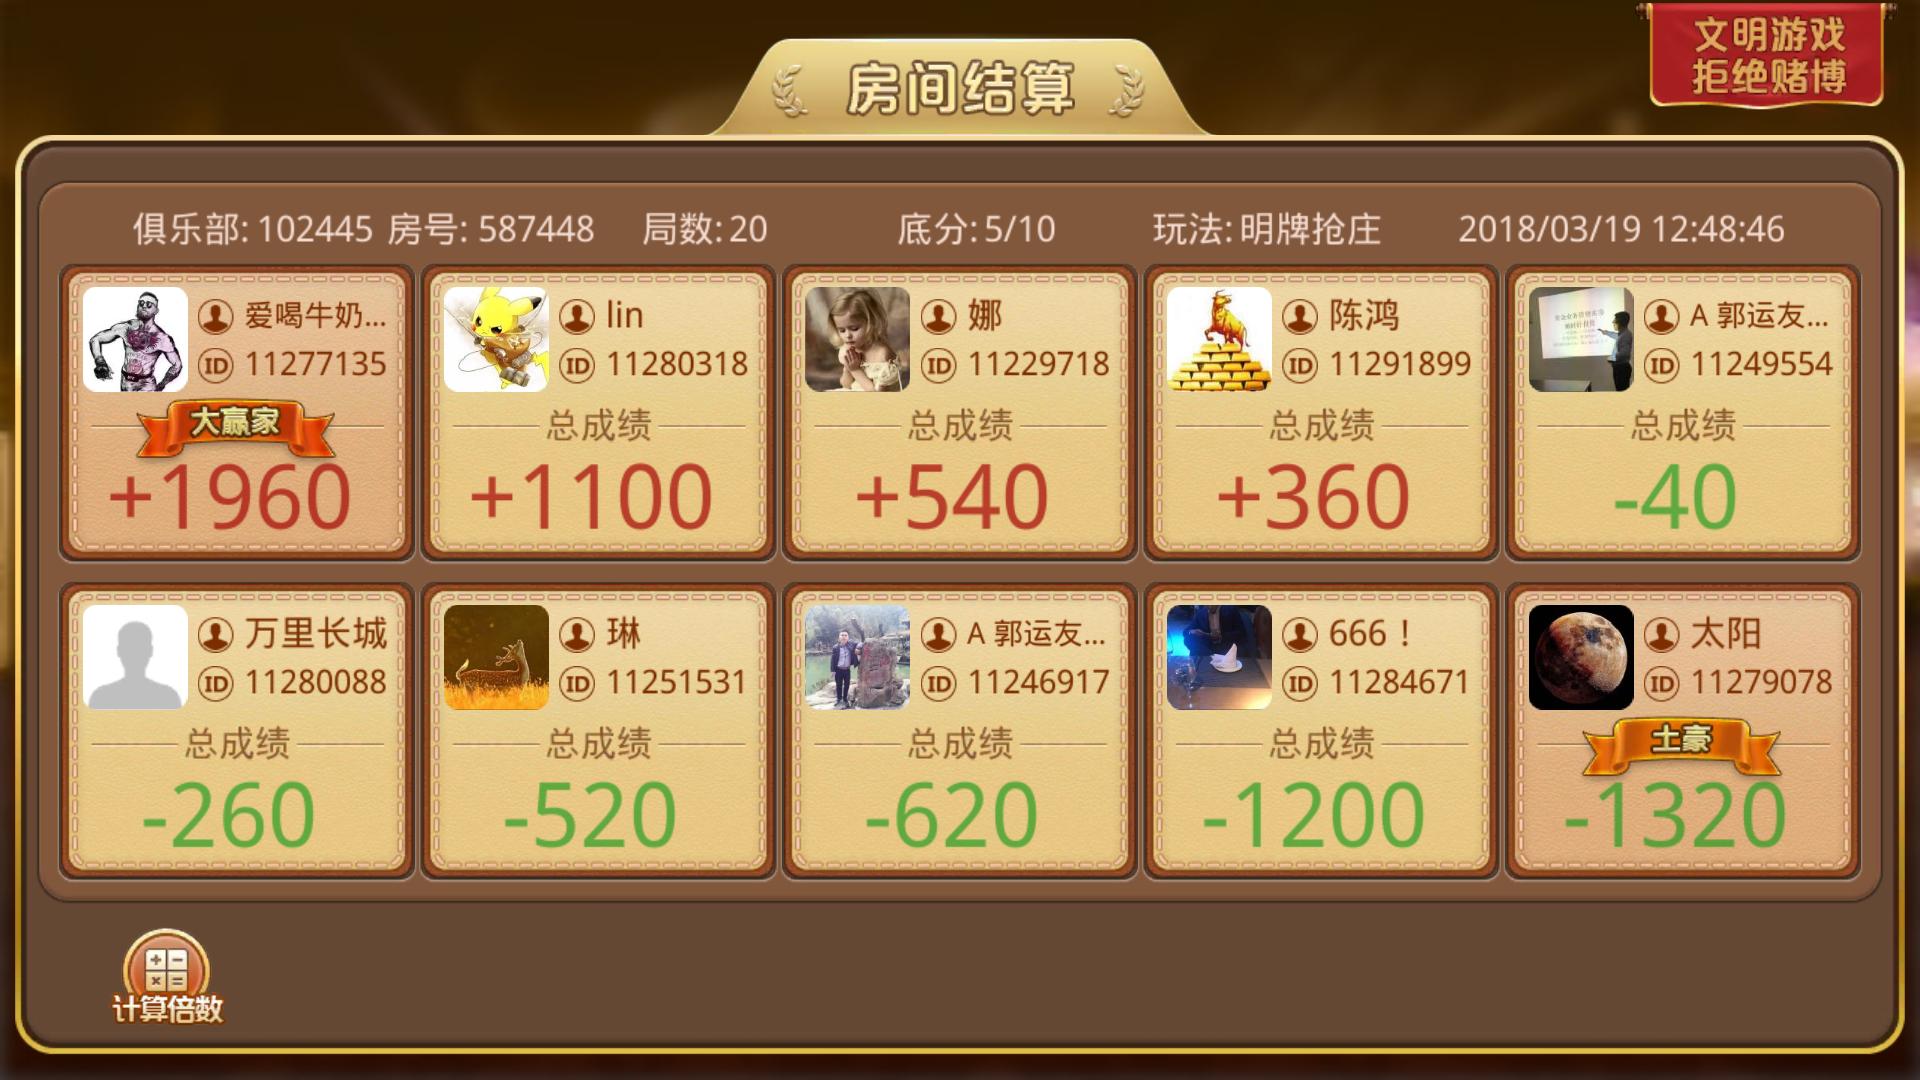 文明游戏
拒绝赌博
房间结算
俱乐部: 102445 房号: 587448 局数: 20 底分: 5/10 玩法: 明牌抢庄 2018/03/19 12:48:46
爱喝牛奶...
ID 11277135
大赢家
+1960
lin
ID 11280318
总成绩
+1100
娜
ID 11229718
总成绩
+540
陈鸿
ID 11291899
总成绩
+360
A 郭运友...
ID 11249554
总成绩
-40
万里长城
ID 11280088
总成绩
-260
琳
ID 11251531
总成绩
-520
A 郭运友...
ID 11246917
总成绩
-620
666！
ID 11284671
总成绩
-1200
太阳
ID 11279078
土豪
-1320
计算倍数